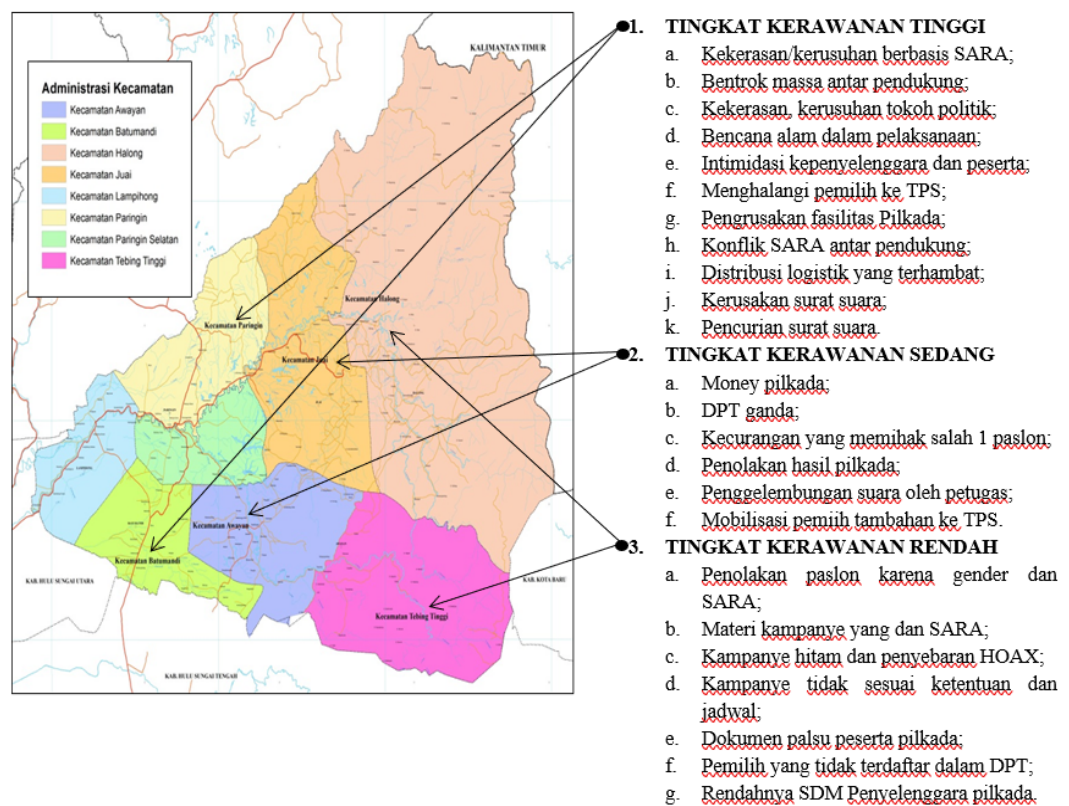 KALIMANTAN TIMUR
Administrasi Kecamatan
Kecamatan Awayan
Kecamatan Batumandi
Kecamatan Halong
Kecamatan Juai
Kecamatan Lampihong
Kecamatan Paringin
Kecamatan Paringin Selatan
Kecamatan Tebing Tinggi
Kecamatan Halong
Kecamatan Paringin
Kecamatan Juai
Kecamatan Awayan
Kecamatan Batumandi
KAB. HULU SUNGAI UTARA
KAB. KOTA BARU
Kecamatan Tebing Tinggi
KAB. HULU SUNGAI TENGAH
1. TINGKAT KERAWANAN TINGGI
a. Kekerasan/kerusuhan berbasis SARA;
b. Bentrok massa antar pendukung;
c. Kekerasan, kerusuhan tokoh politik;
d. Bencana alam dalam pelaksanaan;
e. Intimidasi kepenyelenggara dan peserta;
f. Menghalangi pemilih ke TPS;
g. Pengrusakan fasilitas Pilkada;
h. Konflik SARA antar pendukung;
i. Distribusi logistik yang terhambat;
j. Kerusakan surat suara;
k. Pencurian surat suara.
2. TINGKAT KERAWANAN SEDANG
a. Money pilkada;
b. DPT ganda;
c. Kecurangan yang memihak salah 1 paslon;
d. Penolakan hasil pilkada;
e. Penggelembungan suara oleh petugas;
f. Mobilisasi pemiih tambahan ke TPS.
3. TINGKAT KERAWANAN RENDAH
a. Penolakan paslon karena gender dan
SARA;
b. Materi kampanye yang dan SARA;
c. Kampanye hitam dan penyebaran HOAX;
d. Kampanye tidak sesuai ketentuan dan
jadwal;
e. Dokumen palsu peserta pilkada;
f. Pemilih yang tidak terdaftar dalam DPT;
g. Rendahnya SDM Penyelenggara pilkada.